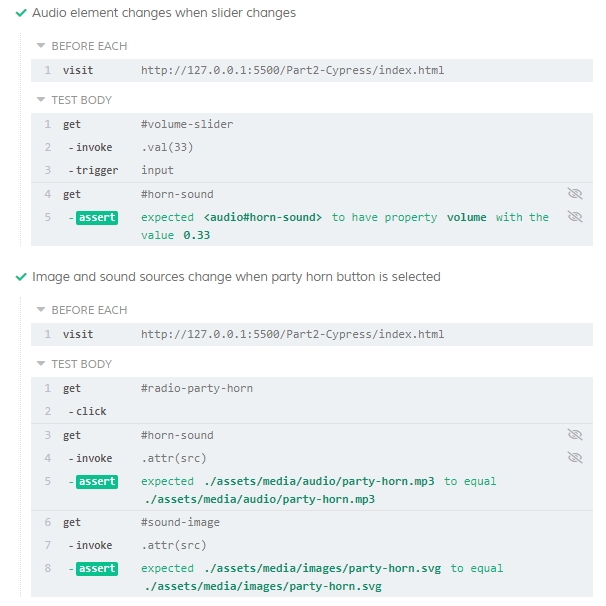 Audio element changes when slider changes
BEFORE EACH
1 visit http://127.0.0.1:5500/Part2-Cypress/index.html
TEST BODY
1 get #volume-slider
2 -invoke .val(33)
3 -trigger input
4 get #horn-sound
5 -assert expected <audio#horn-sound> to have property volume with the
value 0.33
Image and sound sources change when party horn button is selected
BEFORE EACH
1 visit http://127.0.0.1:5500/Part2-Cypress/index.html
TEST BODY
1 get #radio-party-horn
2 -click
3 get #horn-sound
4 -invoke .attr(src)
5 -assert expected ./assets/media/audio/party-horn.mp3 to equal
./assets/media/audio/party-horn.mp3
6 get #sound-image
7 -invoke .attr(src)
8 -assert expected ./assets/media/images/party-horn.svg to equal
./assets/media/images/party-horn.svg